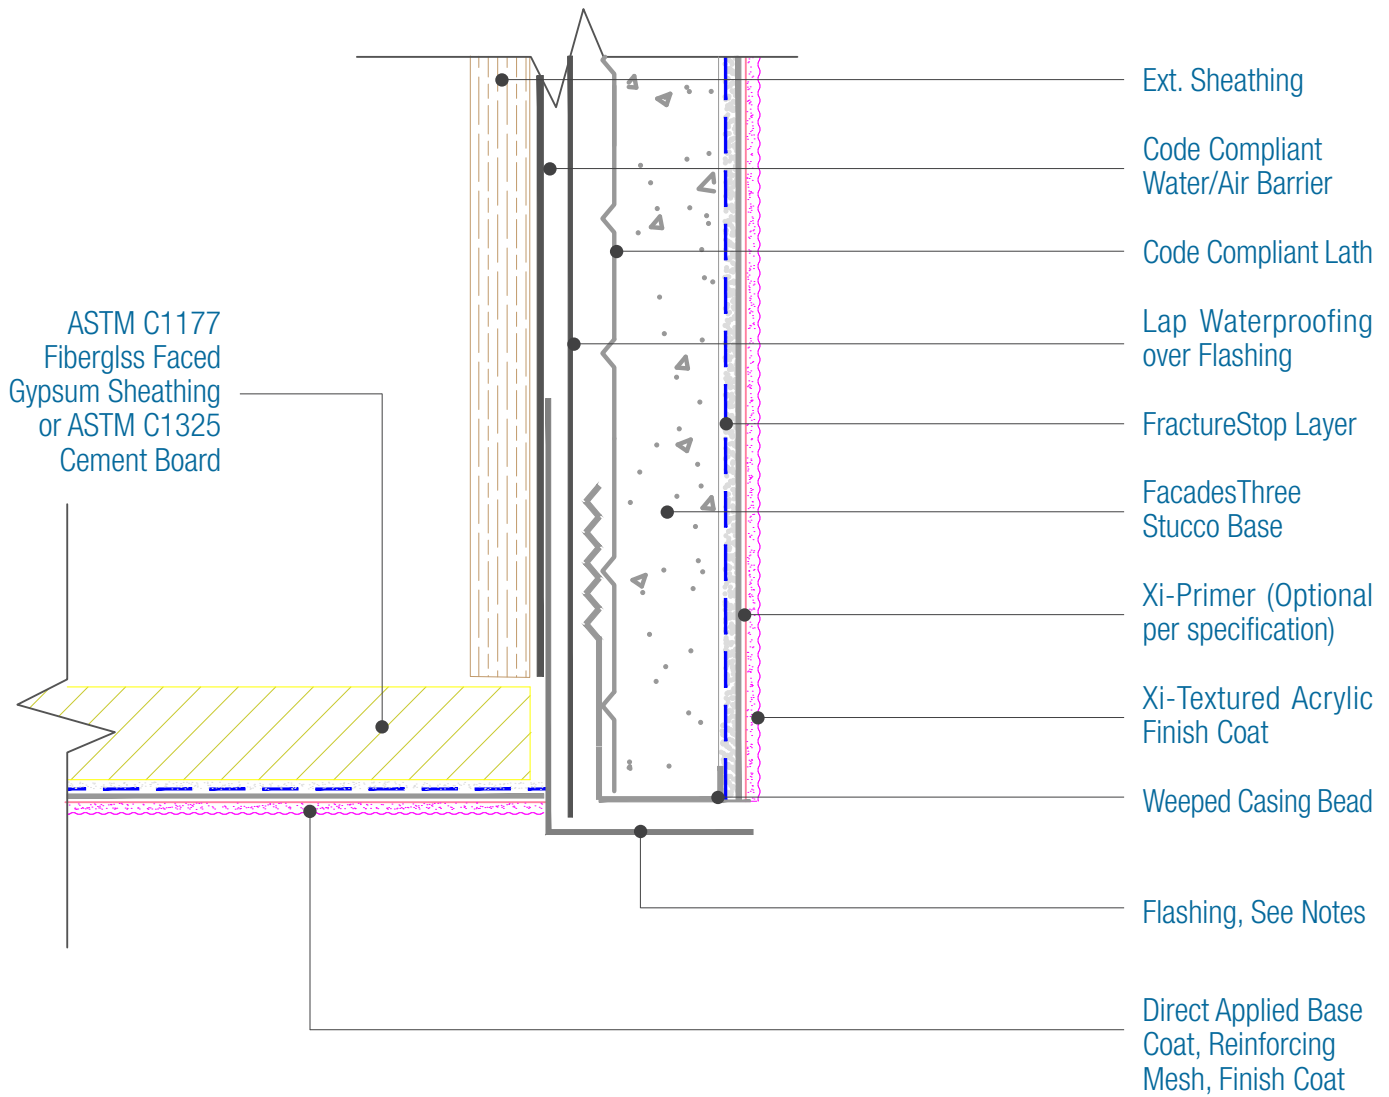 Ext. Sheathing
Code Compliant
Water/Air Barrier
Code Compliant Lath
ASTM C1177
Fiberglss Faced
Gypsum Sheathing
or ASTM C1325
Cement Board
Lap Waterproofing
over Flashing
FractureStop Layer
FacadesThree
Stucco Base
Xi-Primer (Optional
per specification)
Xi-Textured Acrylic
Finish Coat
Weeped Casing Bead
Flashing, See Notes
Direct Applied Base
Coat, Reinforcing
Mesh, Finish Coat